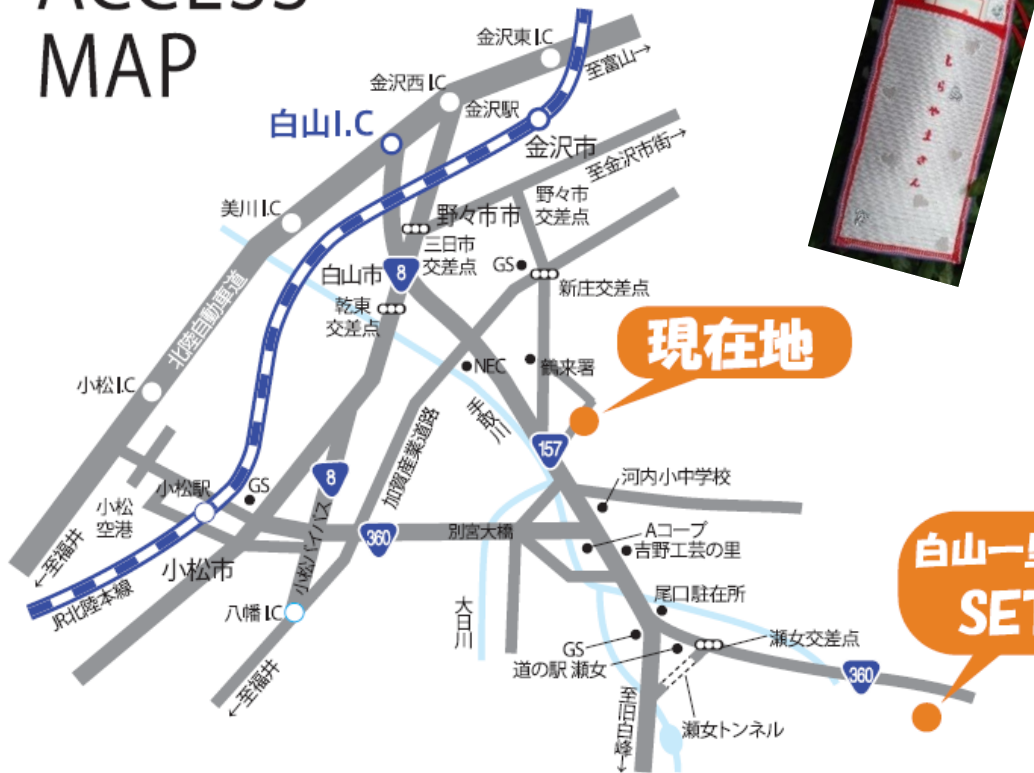 ACCESS
MAP
金沢東I.C
至富山→
金沢西I.C
金沢駅
白山I.C
金沢市
至金沢市街→
しらやまさん
美川I.C
野々市市
野々市
交差点
三日市
交差点
白山市
8
GS
新庄交差点
乾東
交差点
北陸自動車道
現在地
NEC
鶴来署
小松I.C
手取川
加賀産業道路
157
8
河内小中学校
小松駅
GS
小松
空港
小松バイパス
360
別宮大橋
Aコープ
吉野工芸の里
←至福井
小松市
JR北陸本線
八幡I.C
大日川
尾口駐在所
白山一里
SET
GS
道の駅 瀬女
瀬女交差点
360
←至福井
至旧白峰→
瀬女トンネル